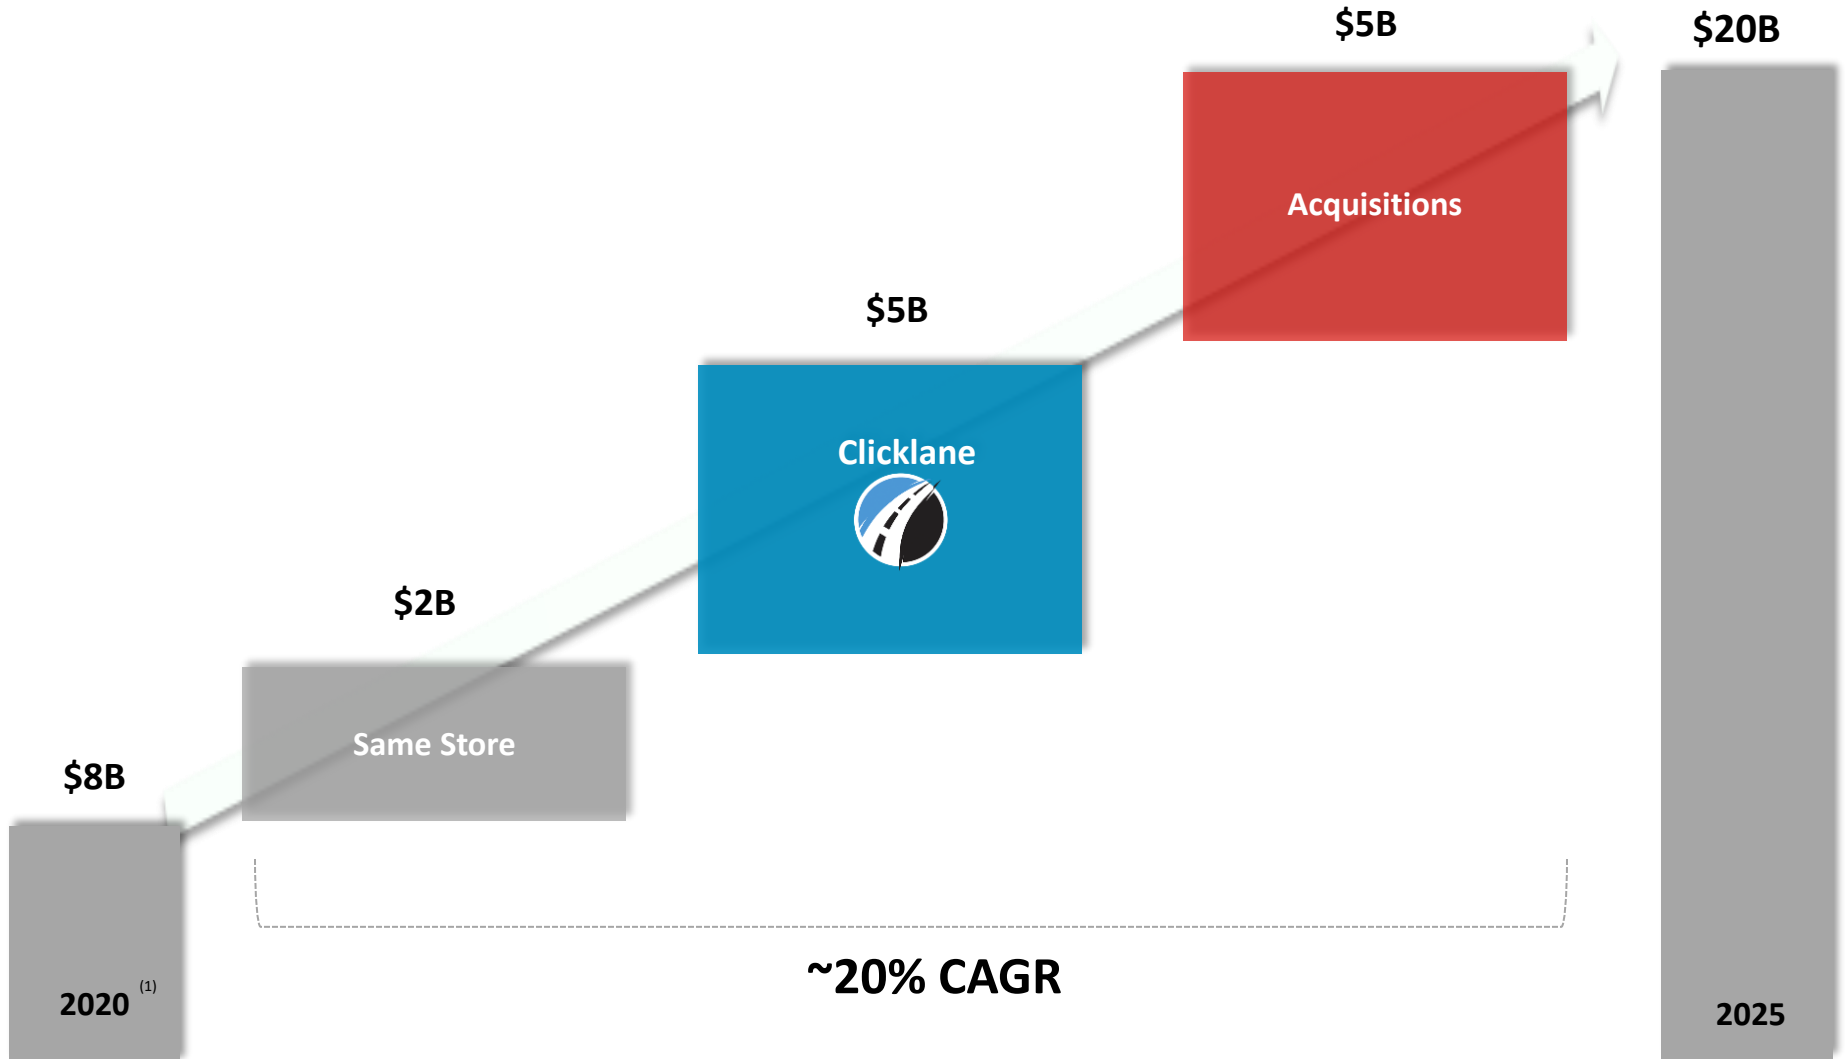 $5B
$20B
Acquisitions
$5B
Clicklane
$2B
Same Store
$8B
~20% CAGR
2020 (1)
2025